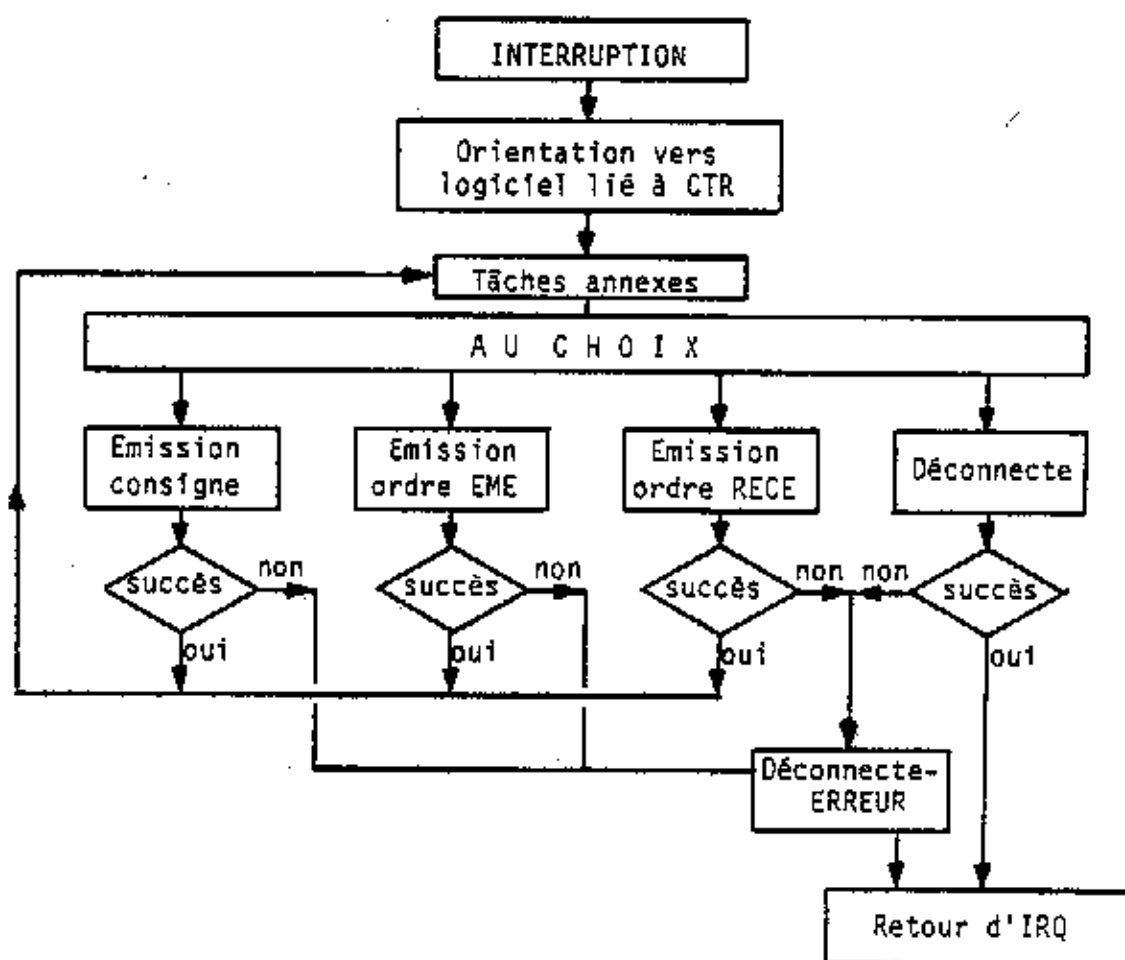 INTERRUPTION
Orientation vers
logiciel lié à CTR
Tâches annexes
A U C H O I X
Emission
consigne
Emission
ordre EME
Emission
ordre RECE
Déconnecte
succès
non
succès
non
succès
non
non
succès
oui
oui
oui
oui
Déconnecte-
ERREUR
Retour d'IRQ